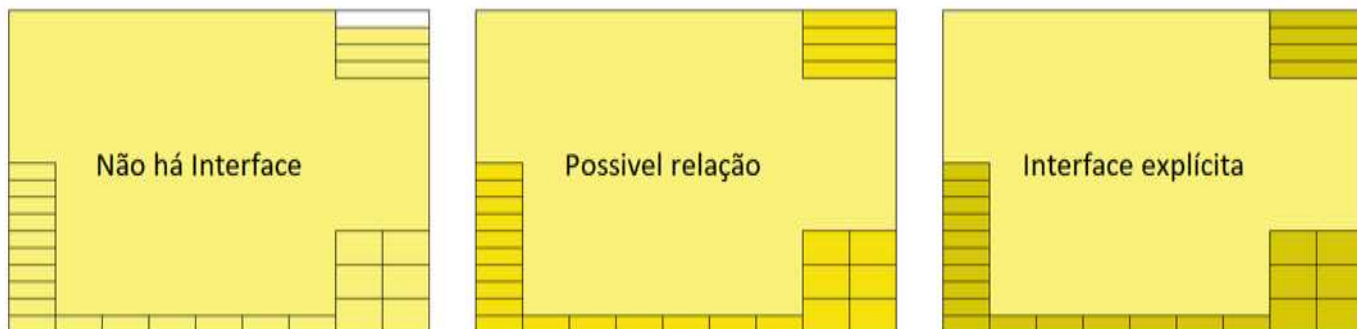 Não há Interface
Possivel relação
Interface explícita